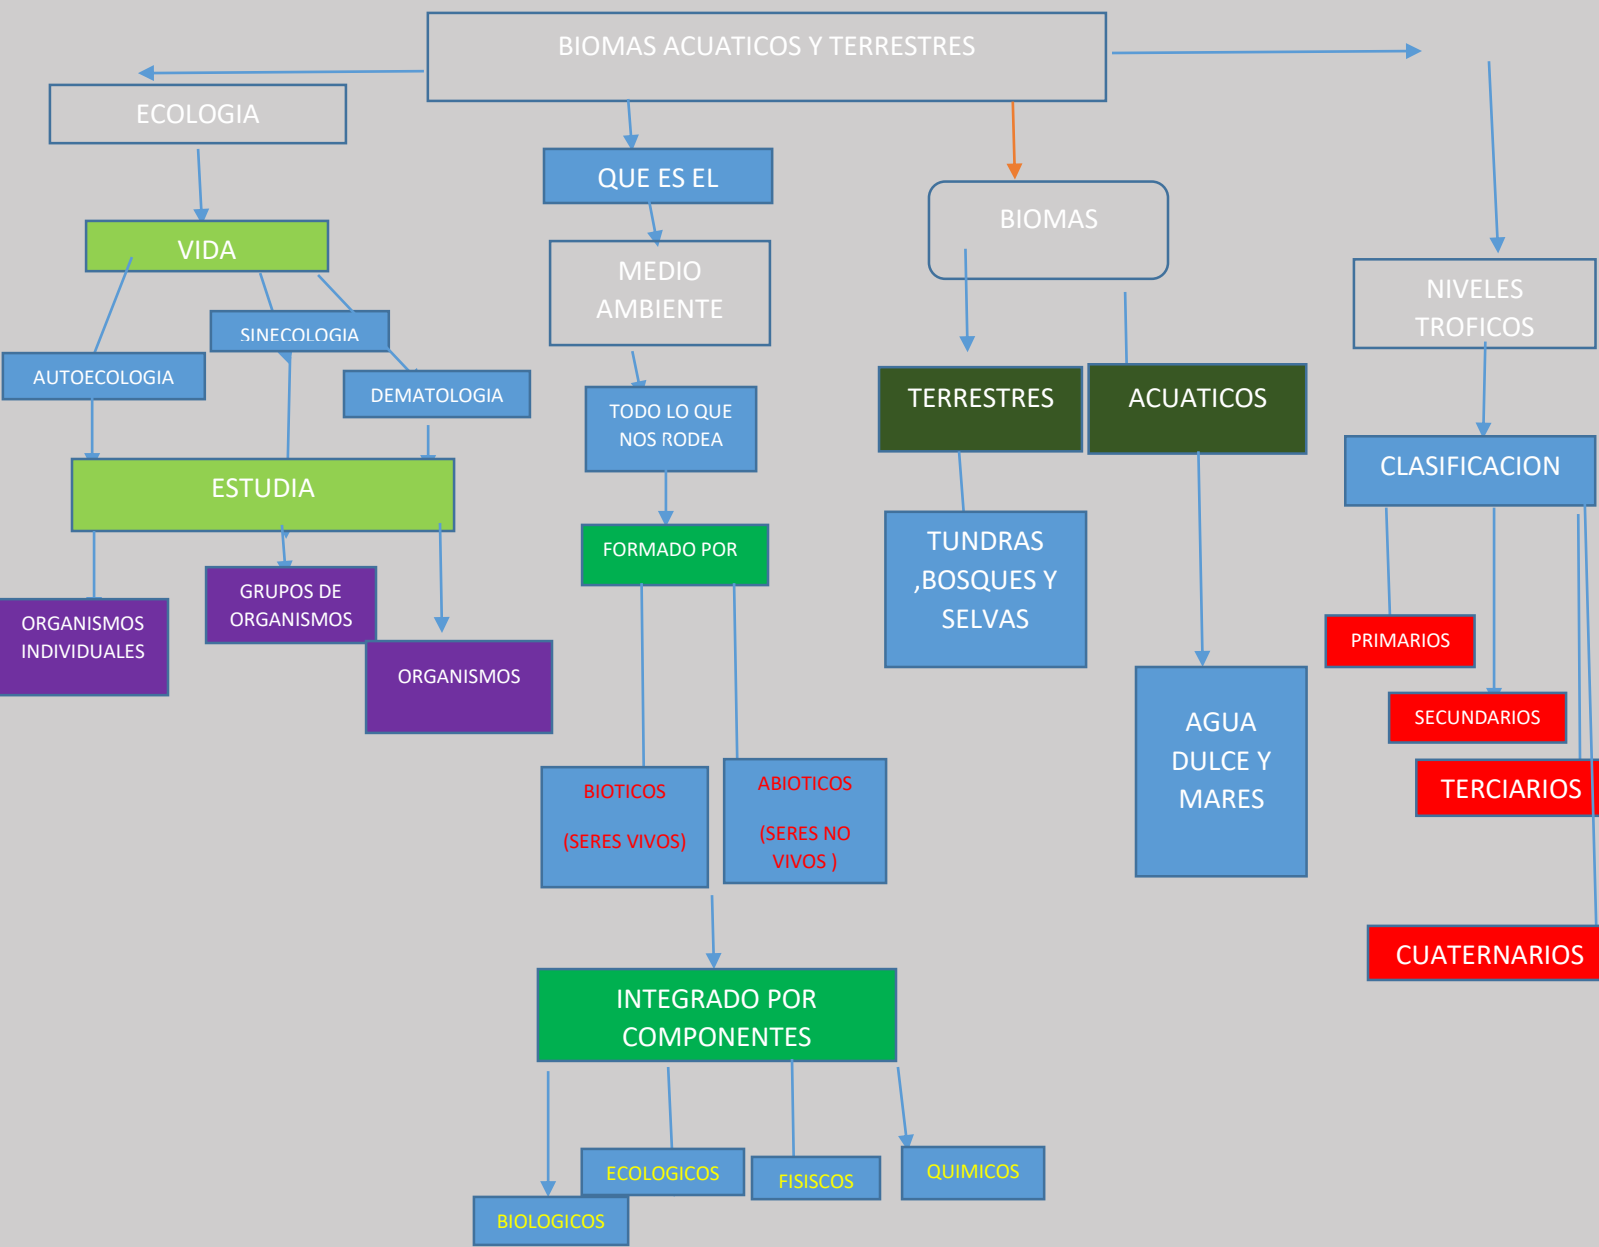 BIOMAS ACUATICOS Y TERRESTRES
ECOLOGIA
VIDA
AUTOECOLOGIA
SINECOLOGIA
DEMATOLOGIA
ESTUDIA
ORGANISMOS
INDIVIDUALES
GRUPOS DE
ORGANISMOS
ORGANISMOS
QUE ES EL
MEDIO
AMBIENTE
TODO LO QUE
NOS RODEA
FORMADO POR
BIOTICOS
(SERES VIVOS)
ABIOTICOS
(SERES NO
VIVOS )
INTEGRADO POR
COMPONENTES
BIOLOGICOS
ECOLOGICOS
FISISCOS
QUIMICOS
BIOMAS
TERRESTRES
TUNDRAS
,BOSQUES Y
SELVAS
ACUATICOS
AGUA
DULCE Y
MARES
NIVELES
TROFICOS
CLASIFICACION
PRIMARIOS
SECUNDARIOS
TERCIARIOS
CUATERNARIOS